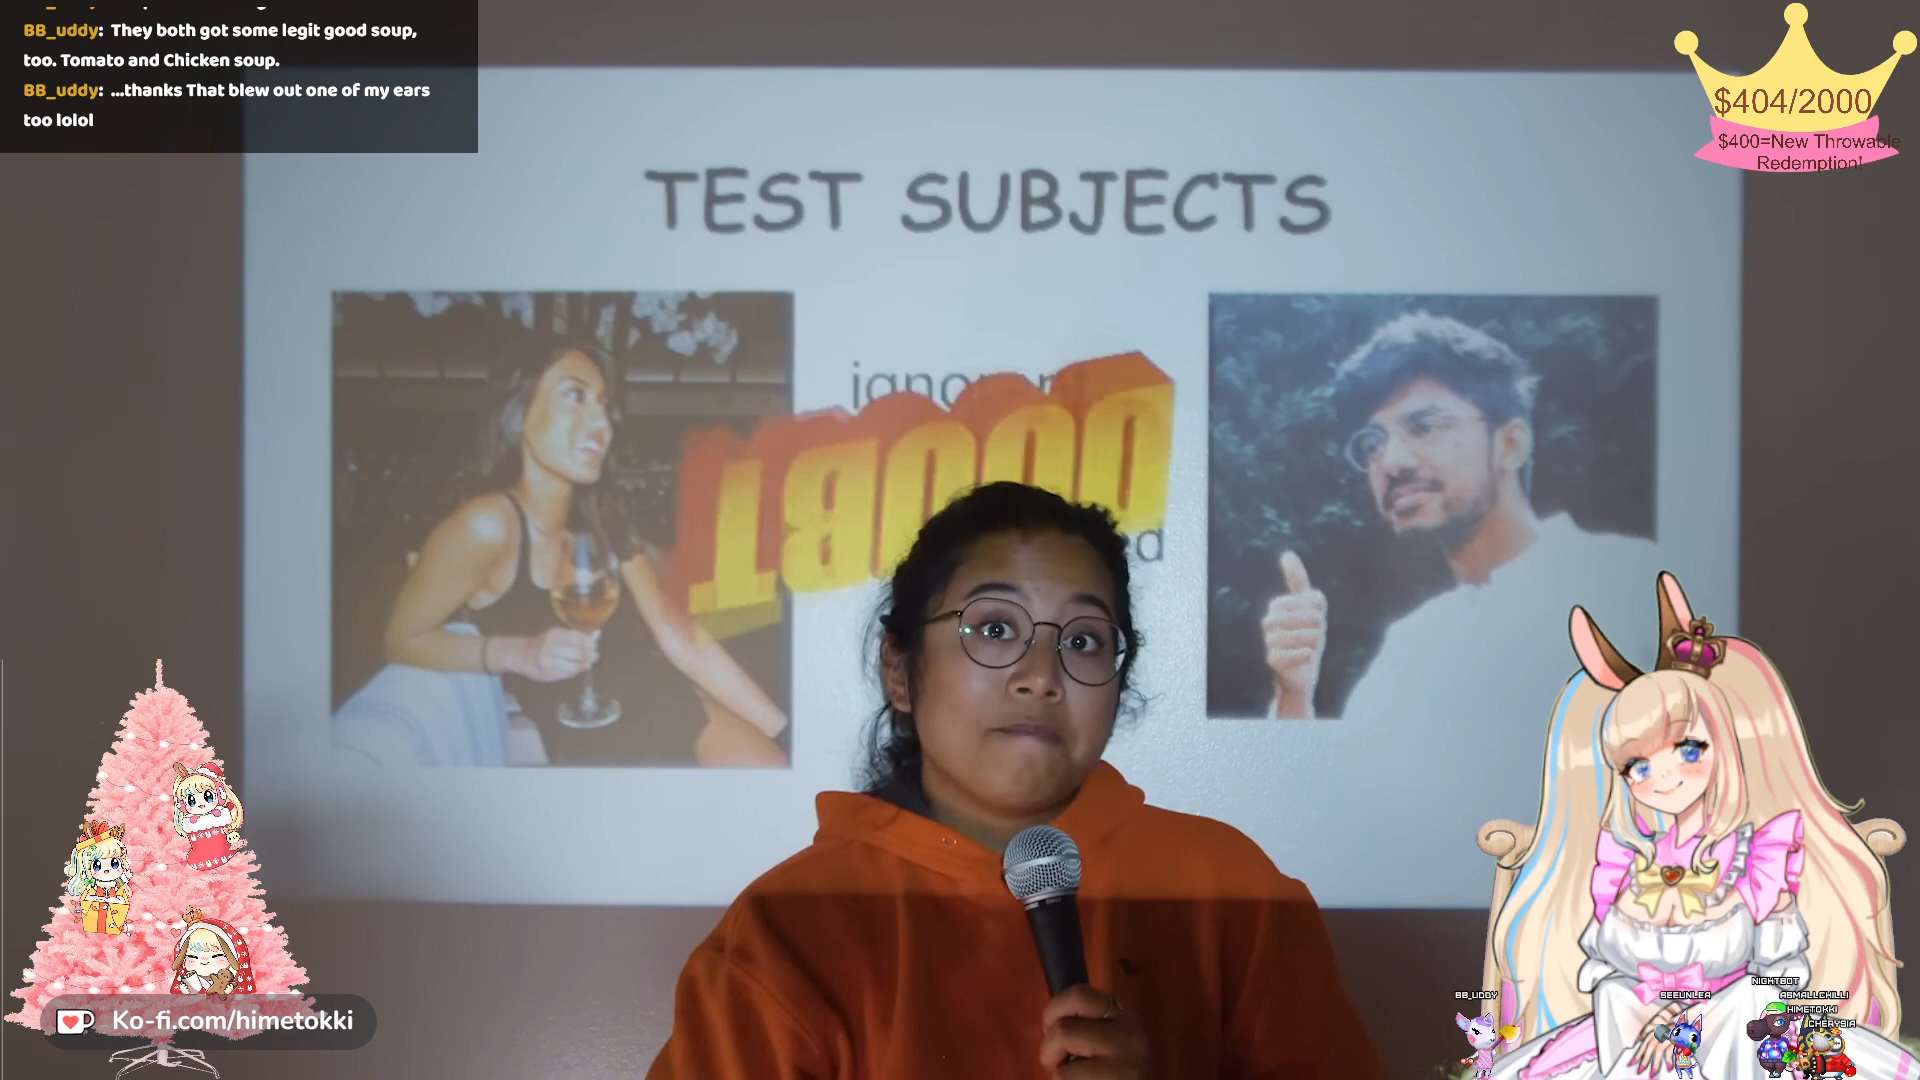 BB_uddy: They both got some legit good soup,
too. Tomato and Chicken soup.
BB_uddy: ...thanks That blew out one of my ears
too lolol
$404/2000
$400=New Throwable
Redemption!
TEST SUBJECTS
Ko-fi.com/himetokki
BB_UDDY
SEEUNLEA
NIGHTBOT
ASMALLCHILLI
HIMETOKKI
CHERYSIA